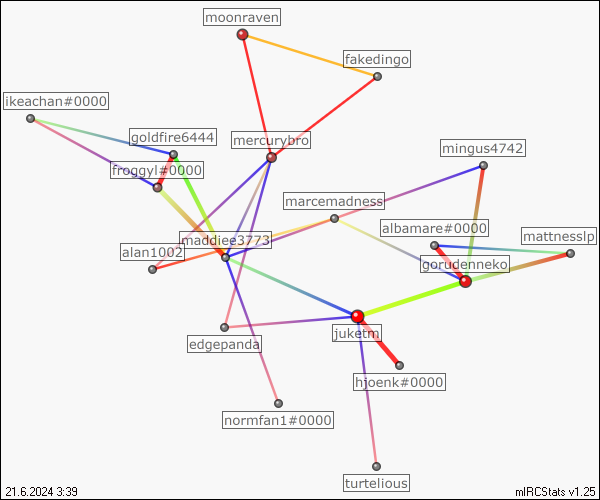 moonraven
fakedingo
ikeachan#0000
goldfire6444
mercurybro
mingus4742
froggyl#0000
marcemadness
albamare#0000
mattnesslp
maddiee3773
alan1002
gorudenneko
juketm
edgepanda
hjoenk#0000
normfan1#0000
turtelious
21.6.2024 3:39
mIRCStats v1.25